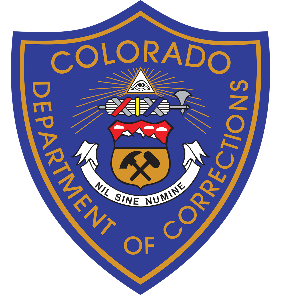 COLORADO
DEPARTMENT OF CORRECTIONS
NIL SINE NUMINE